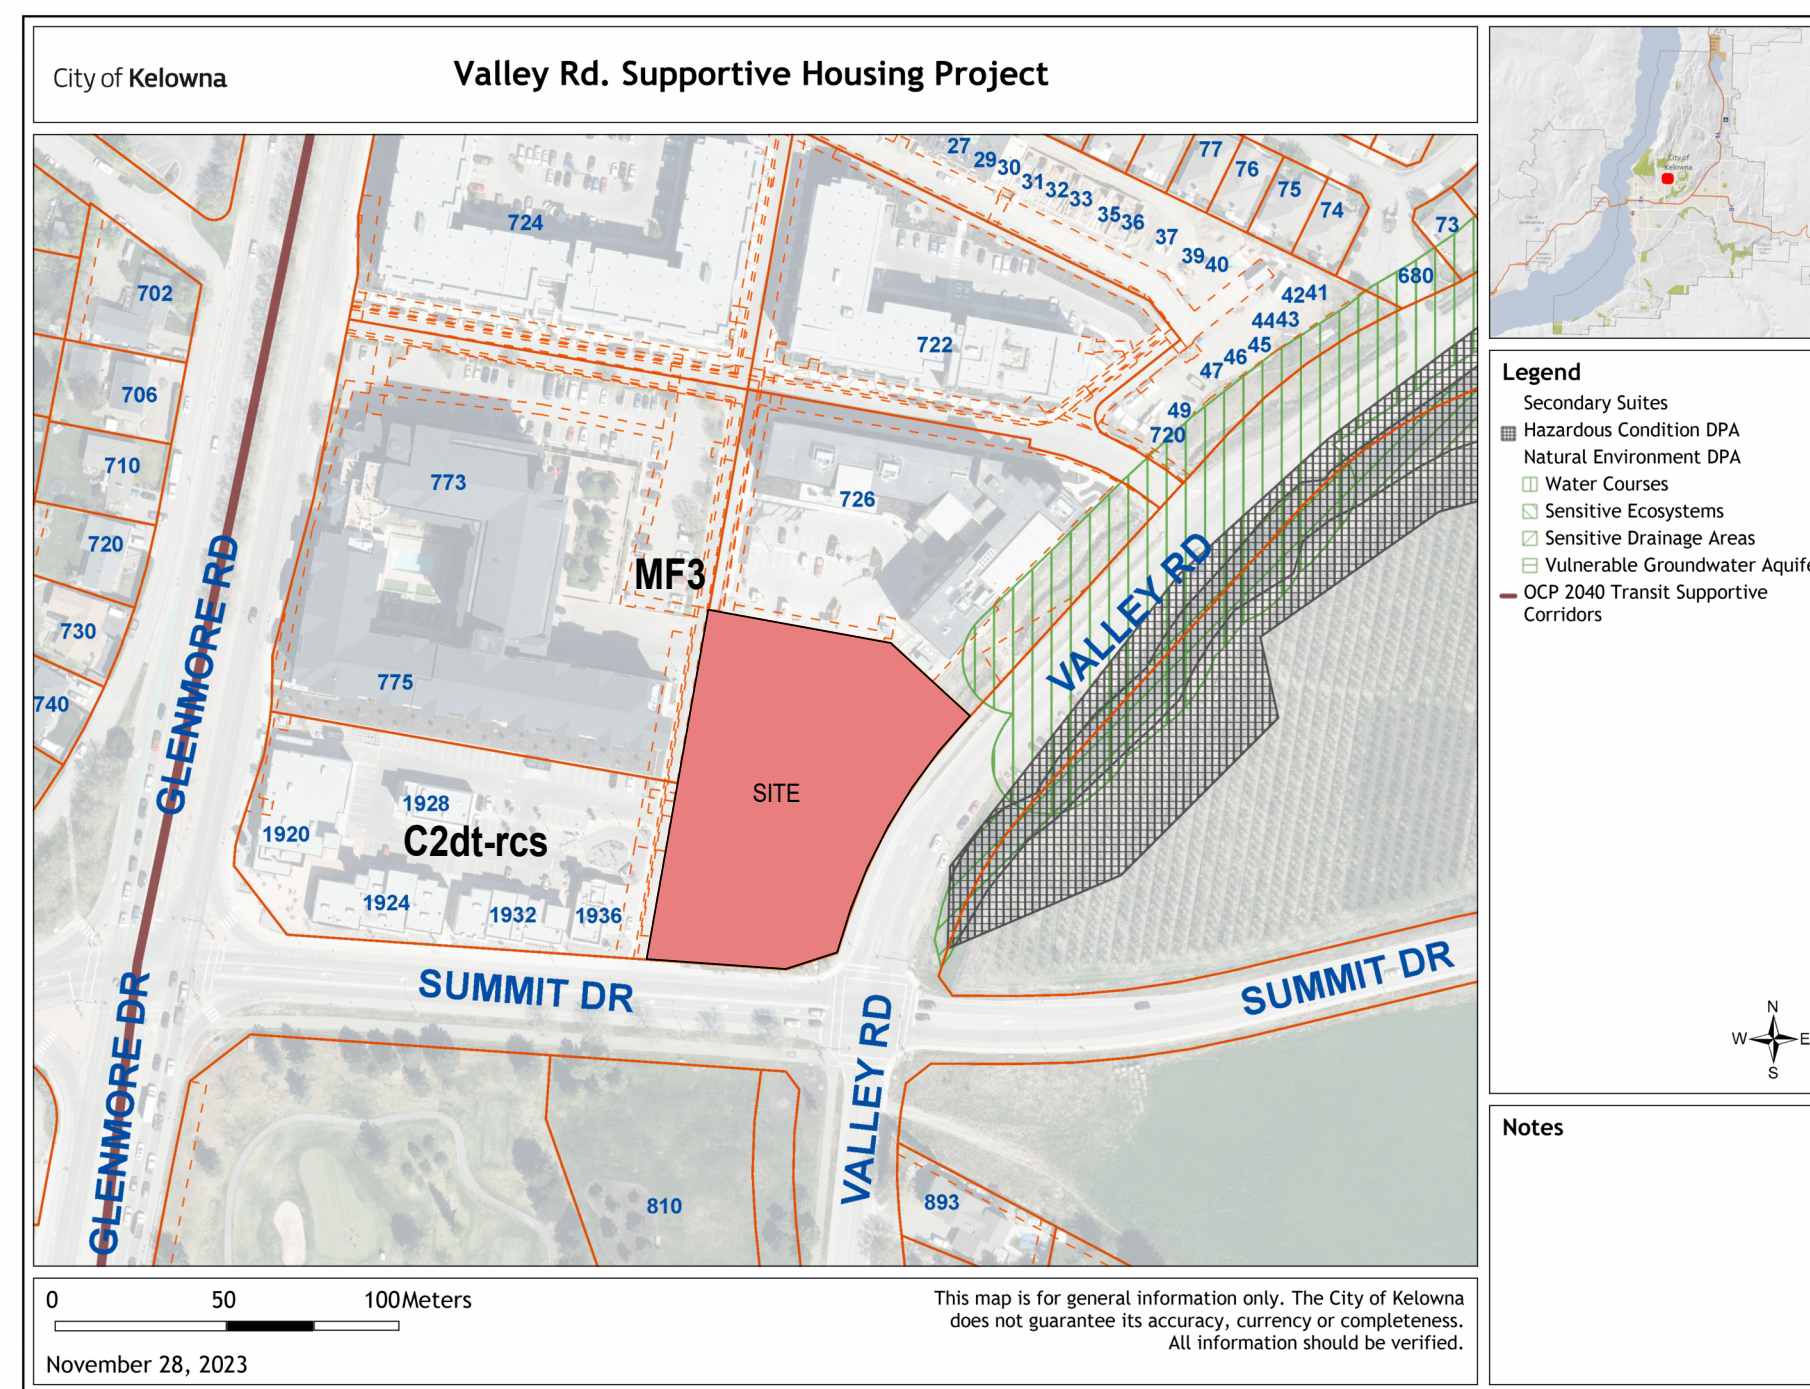 City of Kelowna
Valley Rd. Supportive Housing Project
27
29
30
31
32
33
35
36
37
39
40
77
76
75
74
73
680
4241
4443
45
46
47
49
720
724
722
702
706
710
720
730
740
773
726
MF3
775
GLENMORE RD
VALLEY RD
SITE
1928
1920
C2dt-rcs
1924
1932
1936
SUMMIT DR
SUMMIT DR
GLENMORE DR
VALLEY RD
810
893
City of
Kelowna
Legend
Secondary Suites
Hazardous Condition DPA
Natural Environment DPA
Water Courses
Sensitive Ecosystems
Sensitive Drainage Areas
Vulnerable Groundwater Aquife
OCP 2040 Transit Supportive
Corridors
N
W E
S
Notes
0 50 100Meters
November 28, 2023
This map is for general information only. The City of Kelowna
does not guarantee its accuracy, currency or completeness.
All information should be verified.